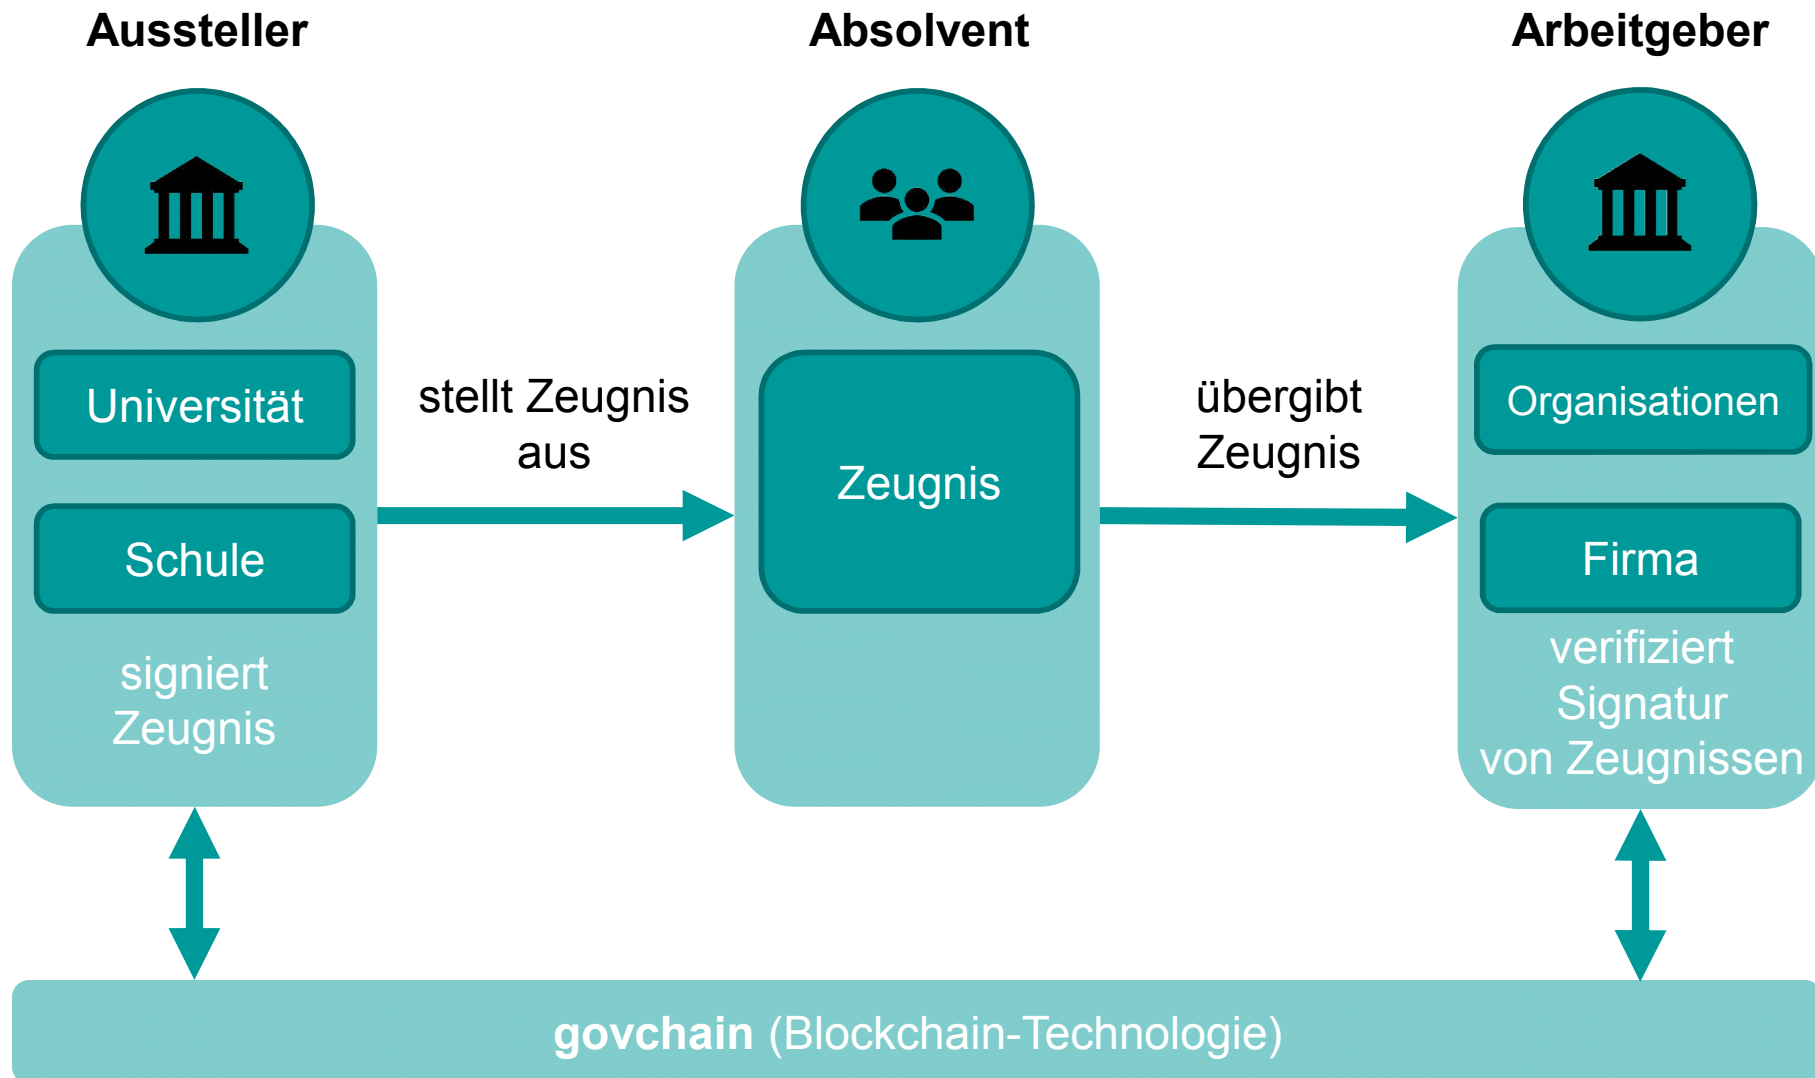 Aussteller
Absolvent
Arbeitgeber
Universität
Schule
signiert
Zeugnis
stellt Zeugnis
aus
Zeugnis
übergibt
Zeugnis
Organisationen
Firma
verifiziert
Signatur
von Zeugnissen
govchain (Blockchain-Technologie)